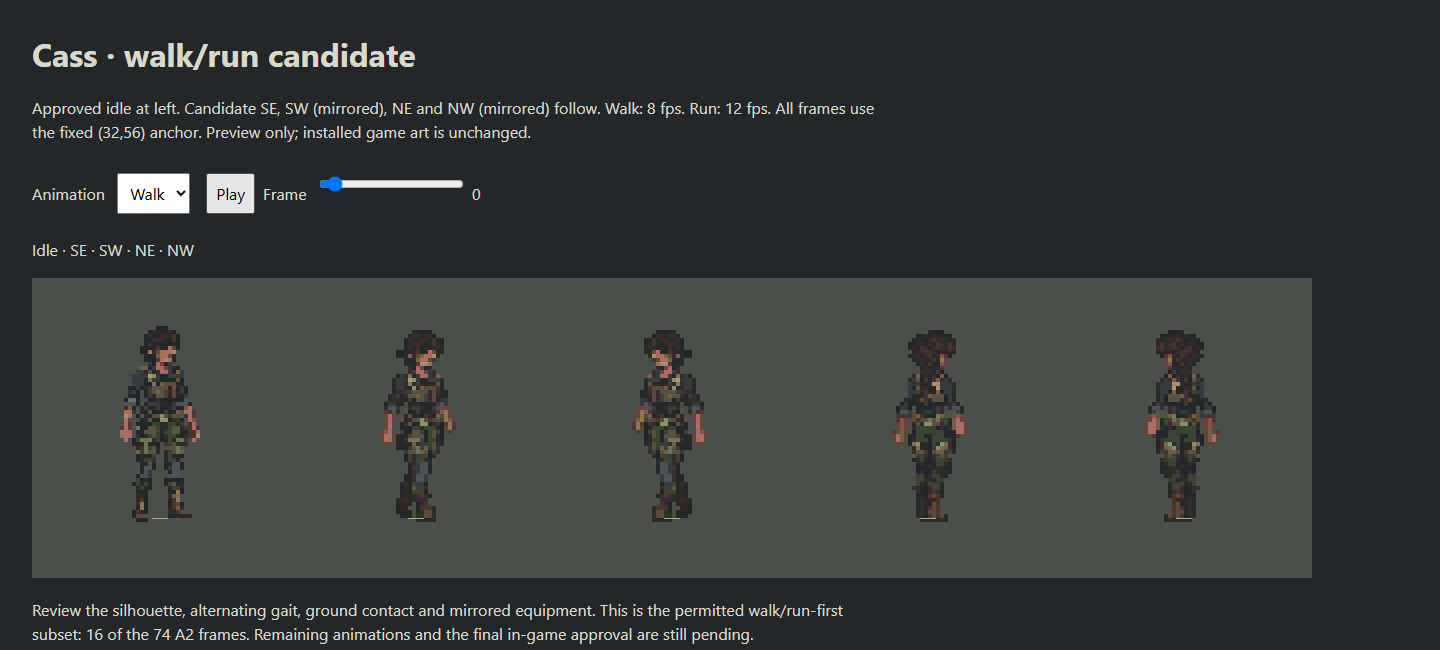 Cass · walk/run candidate
Approved idle at left. Candidate SE, SW (mirrored), NE and NW (mirrored) follow. Walk: 8 fps. Run: 12 fps. All frames use
the fixed (32,56) anchor. Preview only; installed game art is unchanged.
Animation Walk Play Frame 0
Idle · SE · SW · NE · NW
Review the silhouette, alternating gait, ground contact and mirrored equipment. This is the permitted walk/run-first
subset: 16 of the 74 A2 frames. Remaining animations and the final in-game approval are still pending.